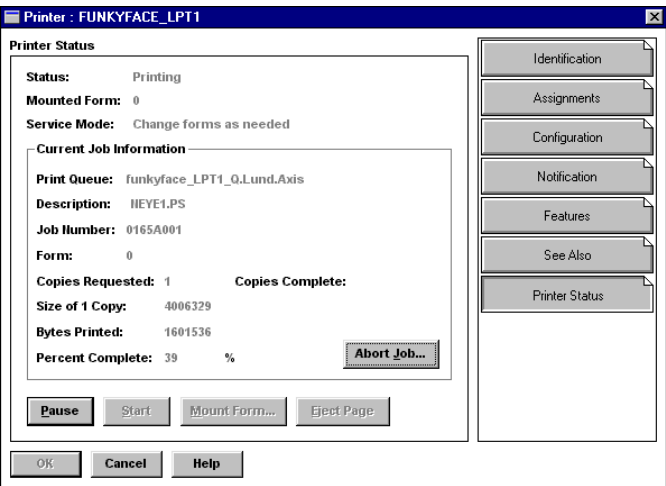 Printer : FUNKYFACE_LPT1
Printer Status
Status: Printing
Mounted Form: 0
Service Mode: Change forms as needed
Current Job Information
Print Queue: funkyface_LPT1_Q.Lund.Axis
Description: NEYE1.PS
Job Number: 0165A001
Form: 0
Copies Requested: 1 Copies Complete:
Size of 1 Copy: 4006329
Bytes Printed: 1601536
Percent Complete: 39 %
Abort Job...
Pause Start Mount Form... Eject Page
OK Cancel Help
Identification
Assignments
Configuration
Notification
Features
See Also
Printer Status